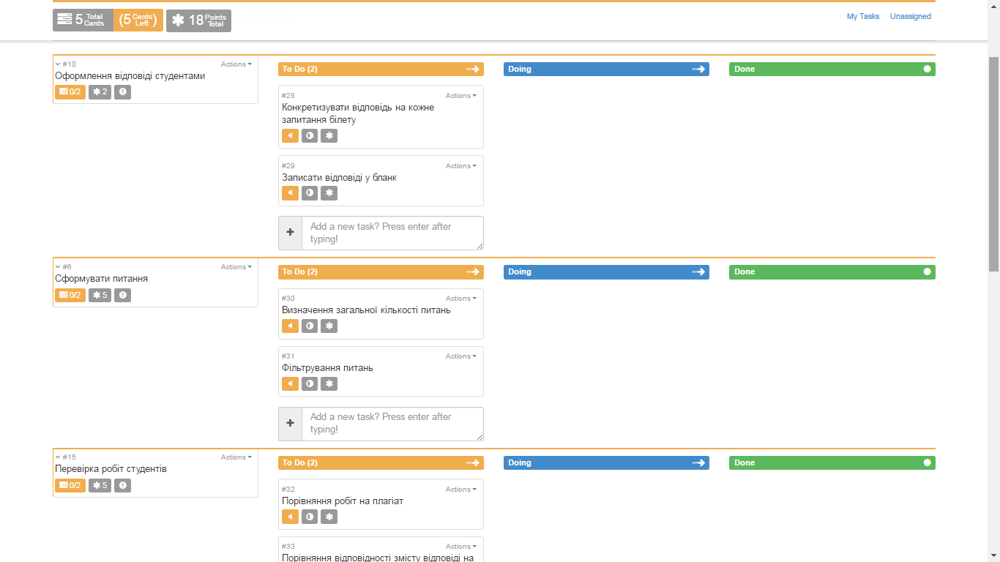 5 Total Cards (5 Cards Left) 18 Points Total My Tasks Unassigned
#10 Actions
Оформлення відповіді студентами
0/2 2
To Do (2) Doing Done
#28 Actions
Конкретизувати відповідь на кожне
запитання білету
#29 Actions
Записати відповіді у бланк
Add a new task? Press enter after
typing!
#6 Actions
Сформувати питання
0/2 5
To Do (2) Doing Done
#30 Actions
Визначення загальної кількості питань
#31 Actions
Фільтрування питань
Add a new task? Press enter after
typing!
#15 Actions
Перевірка робіт студентів
0/2 5
To Do (2) Doing Done
#32 Actions
Порівняння робіт на плагіат
#33 Actions
Порівняння відповідності змісту відповіді на